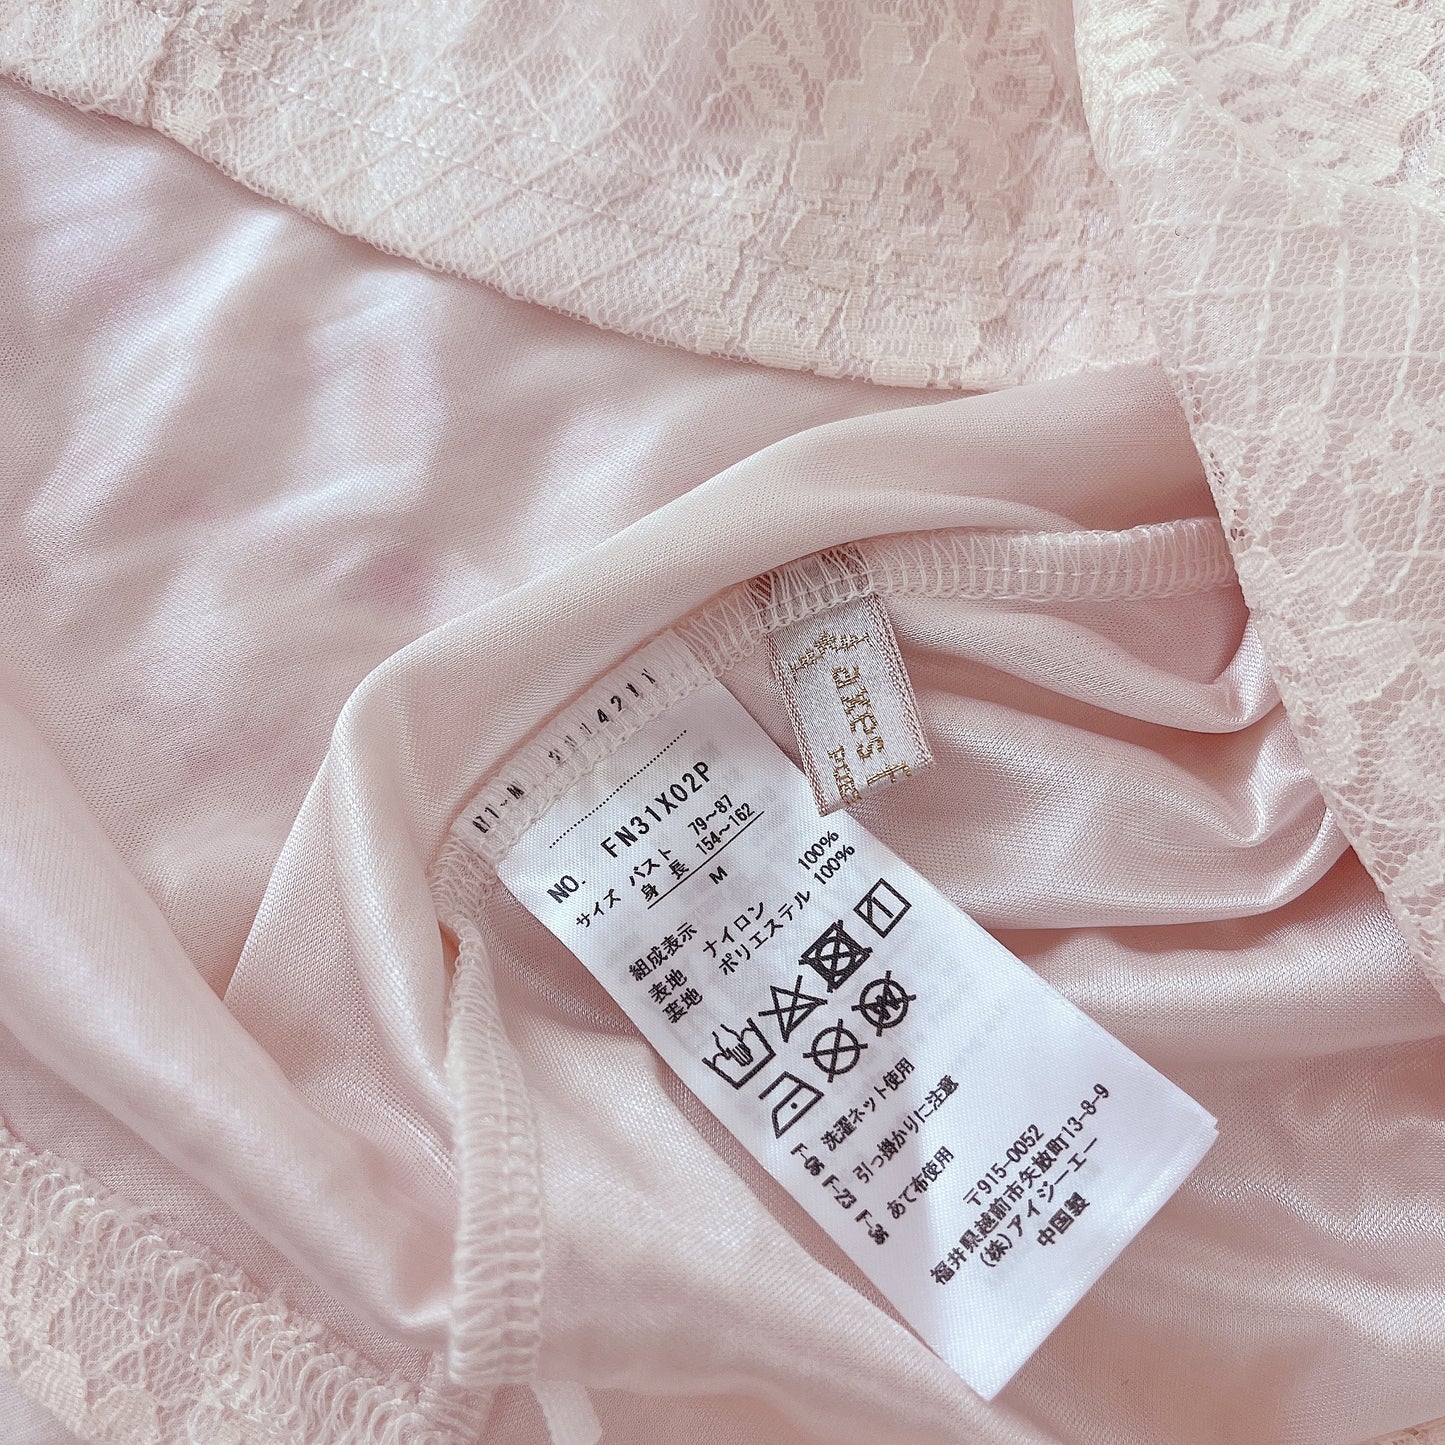 NO. FN31X02P
サイズ バスト 79～87
身長 154～162
M
組成表示
表地 ナイロン 100%
裏地 ポリエステル 100%
F-06 洗濯ネット使用
F-23 引っ掛かりに注意
F-36 あて布使用
〒915-0052
福井県越前市矢放町13-8-9
(株)アイジーエー
中国製